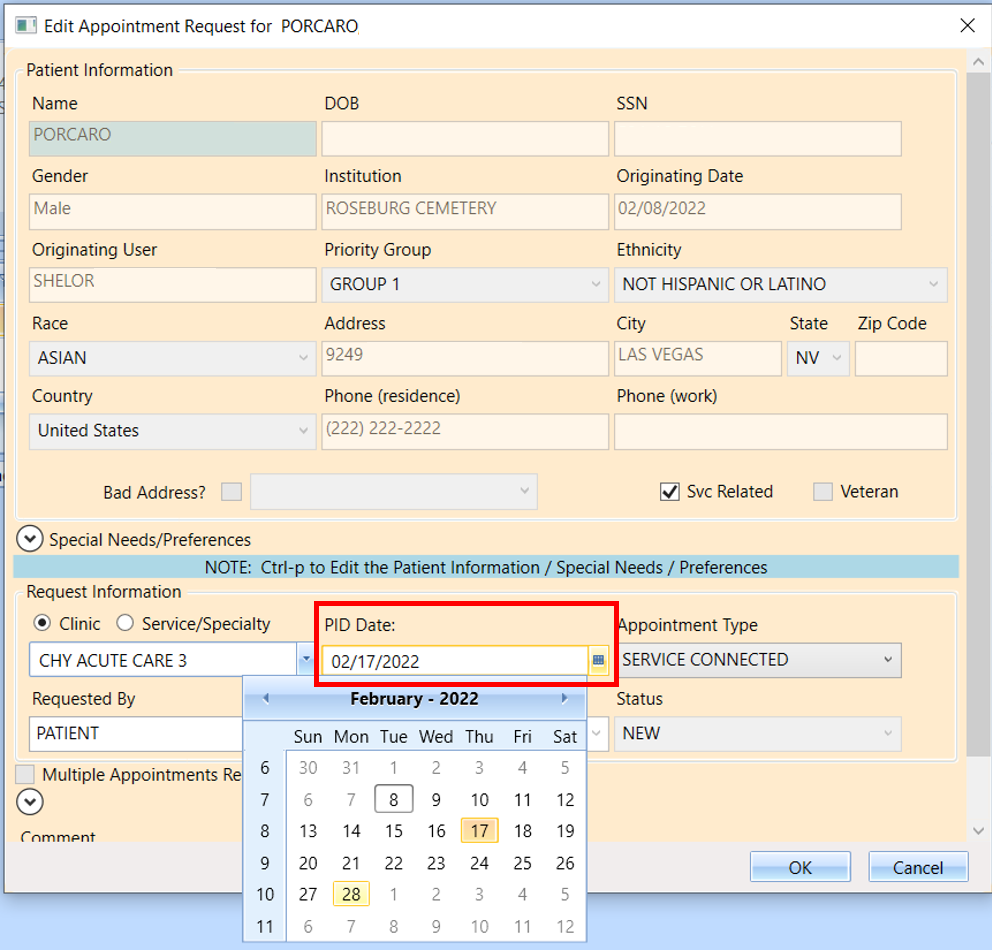 Edit Appointment Request for PORCARO
Patient Information
Name DOB SSN
PORCARO
Gender Institution Originating Date
Male ROSEBURG CEMETERY 02/08/2022
Originating User Priority Group Ethnicity
SHELOR GROUP 1 NOT HISPANIC OR LATINO
Race Address City State Zip Code
ASIAN 9249 LAS VEGAS NV
Country Phone (residence) Phone (work)
United States (222) 222-2222
Bad Address? Svc Related Veteran
Special Needs/Preferences
NOTE: Ctrl-p to Edit the Patient Information / Special Needs / Preferences
Request Information
Clinic Service/Specialty PID Date: Appointment Type
CHY ACUTE CARE 3 02/17/2022 SERVICE CONNECTED
Requested By Status
PATIENT NEW
Multiple Appointments Re
Comment
February - 2022
Sun Mon Tue Wed Thu Fri Sat
6 30 31 1 2 3 4 5
7 6 7 8 9 10 11 12
8 13 14 15 16 17 18 19
9 20 21 22 23 24 25 26
10 27 28 1 2 3 4 5
11 6 7 8 9 10 11 12
OK Cancel